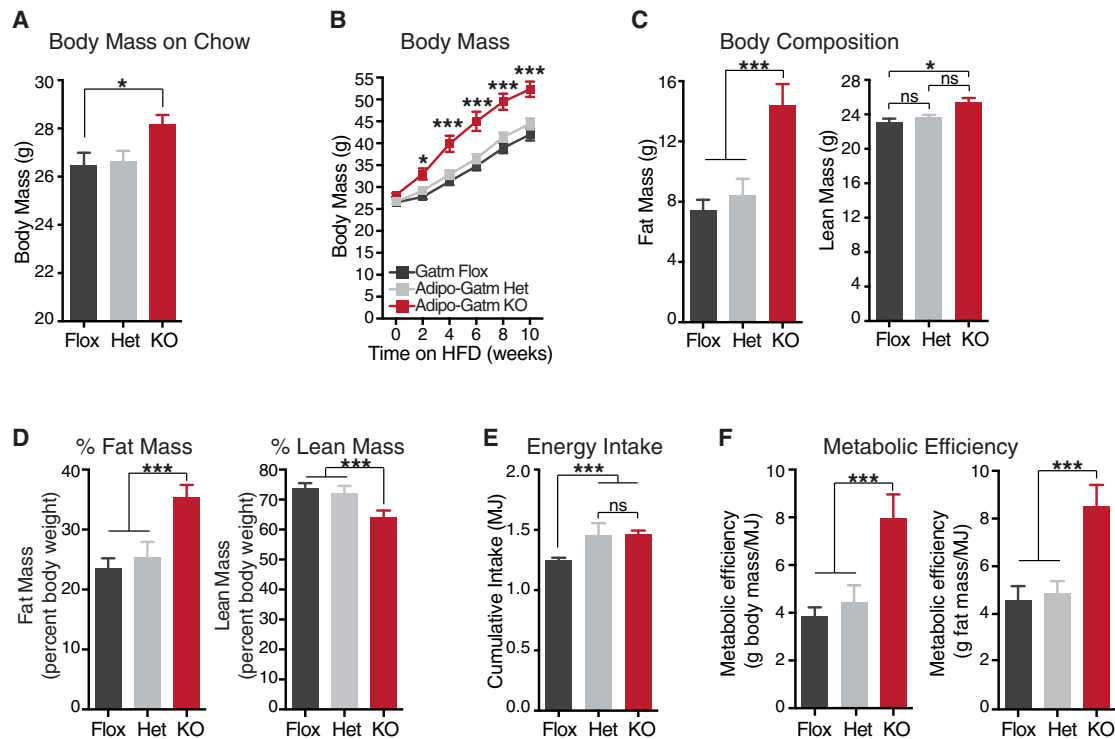 A
Body Mass on Chow
Body Mass (g)
30
28
26
24
22
20
*
Flox Het KO
B
Body Mass
Body Mass (g)
55
50
45
40
35
30
25
20
15
10
5
0
* *** *** *** ***
Gatm Flox
Adipo-Gatm Het
Adipo-Gatm KO
0 2 4 6 8 10
Time on HFD (weeks)
C
Body Composition
Fat Mass (g)
16
12
8
4
0
***
Flox Het KO
Lean Mass (g)
28
24
20
16
12
8
4
0
*
ns
ns
Flox Het KO
D
% Fat Mass
Fat Mass
(percent body weight)
40
30
20
10
0
***
Flox Het KO
% Lean Mass
Lean Mass
(percent body weight)
80
70
60
50
40
30
20
10
0
***
Flox Het KO
E
Energy Intake
Cumulative Intake (MJ)
2.0
1.5
1.0
0.5
0.0
***
ns
Flox Het KO
F
Metabolic Efficiency
Metabolic efficiency
(g body mass/MJ)
10
8
6
4
2
0
***
Flox Het KO
Metabolic efficiency
(g fat mass/MJ)
10
8
6
4
2
0
***
Flox Het KO